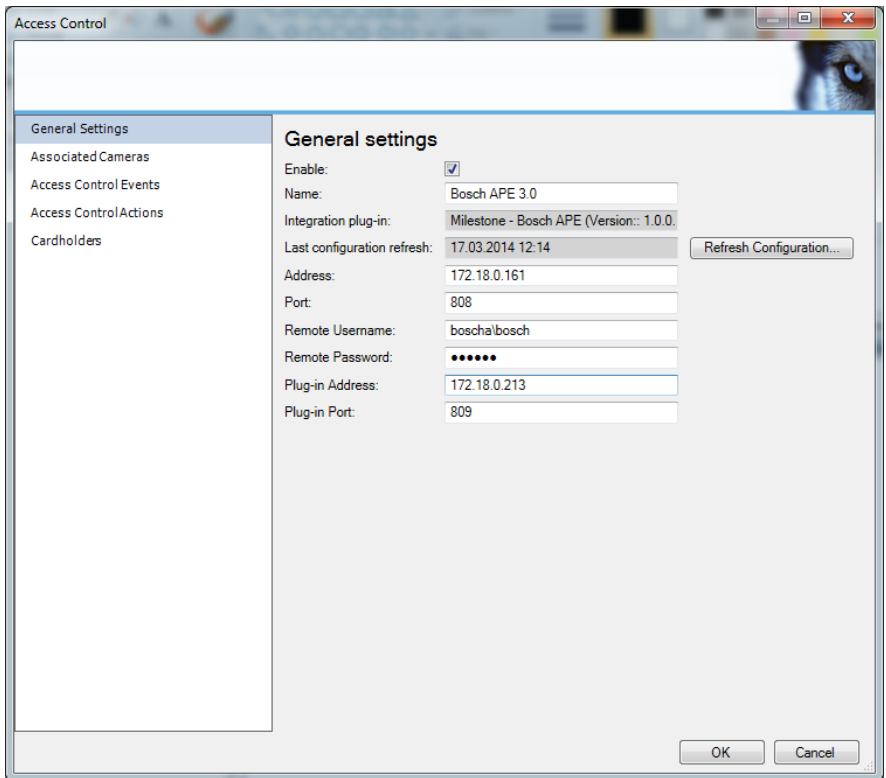 Access Control
General Settings
Associated Cameras
Access Control Events
Access Control Actions
Cardholders
General settings
Enable:
Name: Bosch APE 3.0
Integration plug-in: Milestone - Bosch APE (Version:: 1.0.0.
Last configuration refresh: 17.03.2014 12:14 Refresh Configuration...
Address: 172.18.0.161
Port: 808
Remote Username: boscha\bosch
Remote Password: ••••••
Plug-in Address: 172.18.0.213
Plug-in Port: 809
OK Cancel